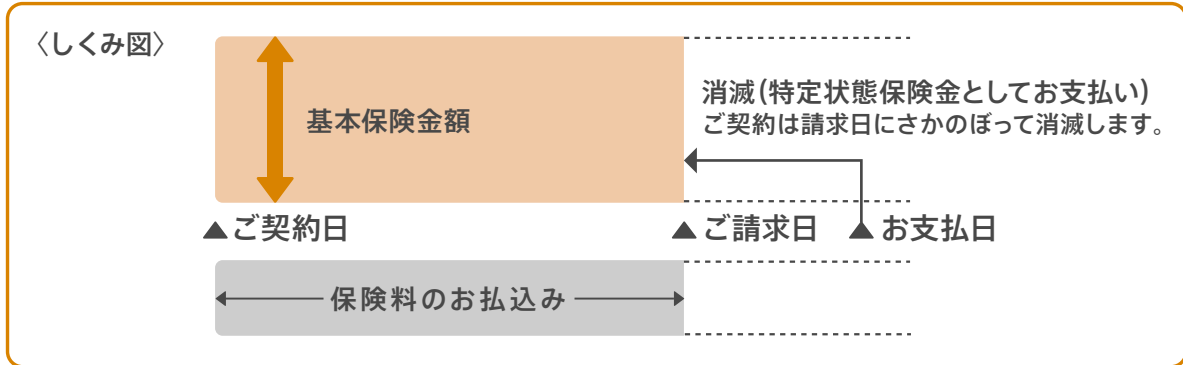 〈しくみ図〉
基本保険金額
消滅(特定状態保険金としてお支払い)
ご契約は請求日にさかのぼって消滅します。
▲ご契約日
▲ご請求日
▲お支払日
保険料のお払込み